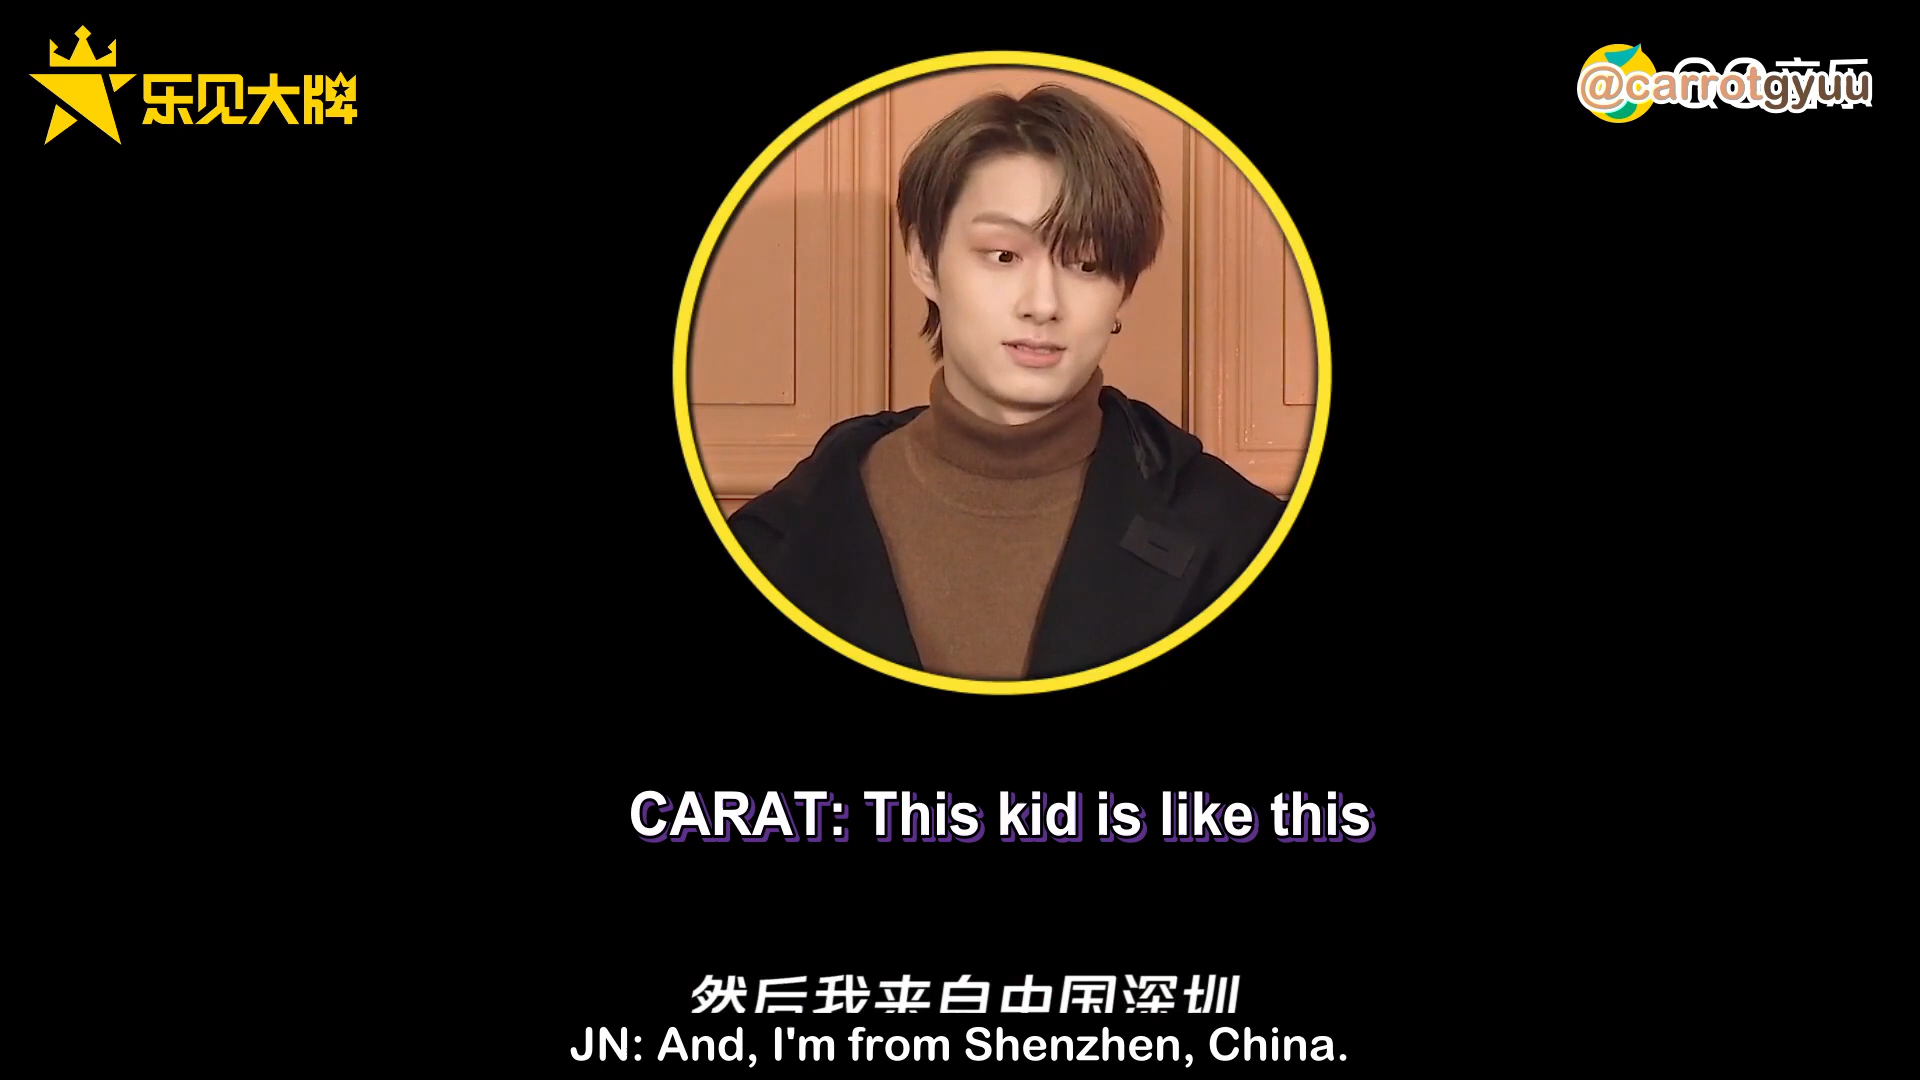 乐见大牌
@carrotgyuu
CARAT: This kid is like this
然后我来自中国深圳
JN: And, I'm from Shenzhen, China.